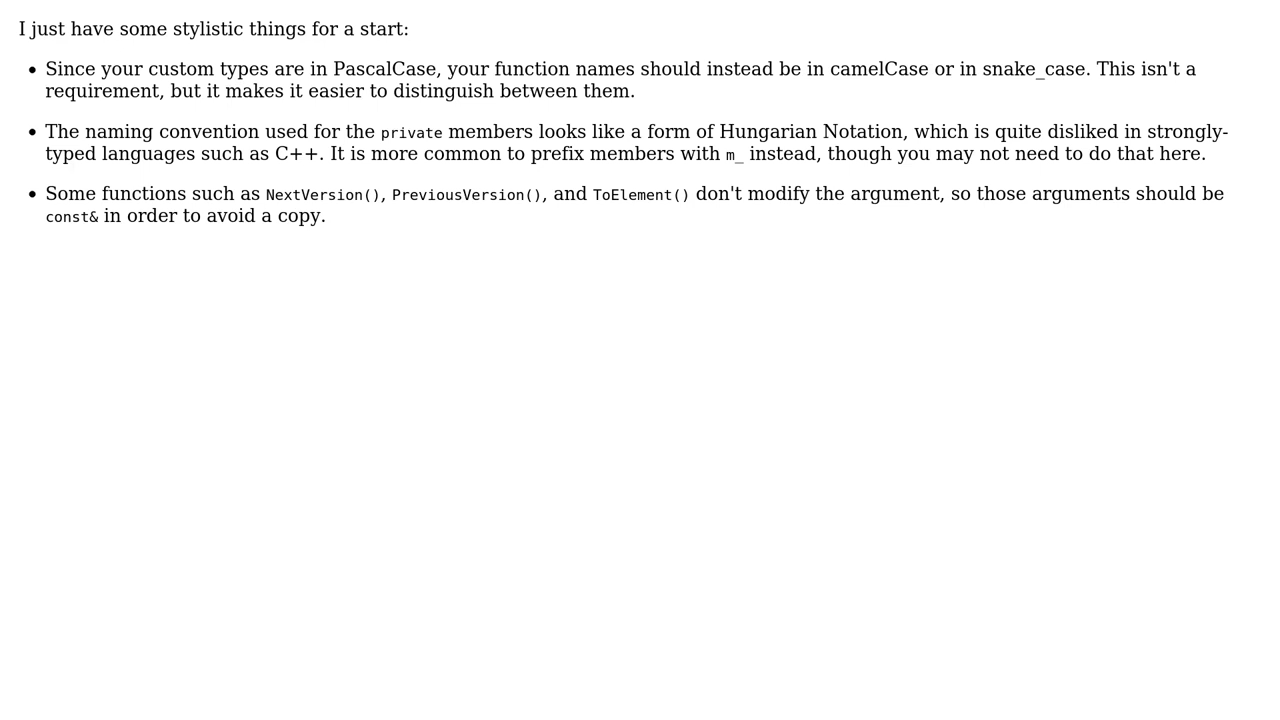 I just have some stylistic things for a start:
• Since your custom types are in PascalCase, your function names should instead be in camelCase or in snake_case. This isn't a
requirement, but it makes it easier to distinguish between them.
• The naming convention used for the private members looks like a form of Hungarian Notation, which is quite disliked in strongly-
typed languages such as C++. It is more common to prefix members with m_ instead, though you may not need to do that here.
• Some functions such as NextVersion(), PreviousVersion(), and ToElement() don't modify the argument, so those arguments should be
const& in order to avoid a copy.